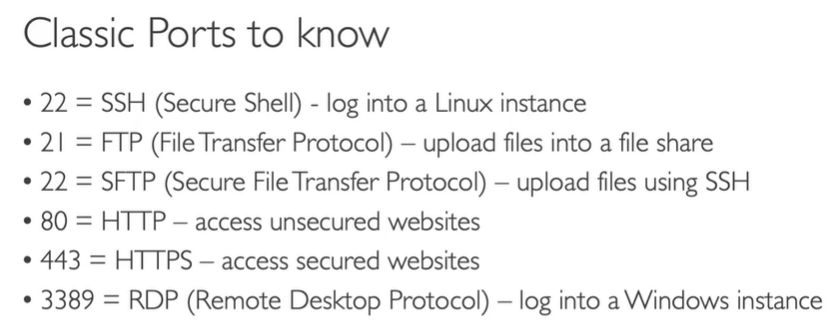 Classic Ports to know
• 22 = SSH (Secure Shell) - log into a Linux instance
• 21 = FTP (File Transfer Protocol) – upload files into a file share
• 22 = SFTP (Secure File Transfer Protocol) – upload files using SSH
• 80 = HTTP – access unsecured websites
• 443 = HTTPS – access secured websites
• 3389 = RDP (Remote Desktop Protocol) – log into a Windows instance